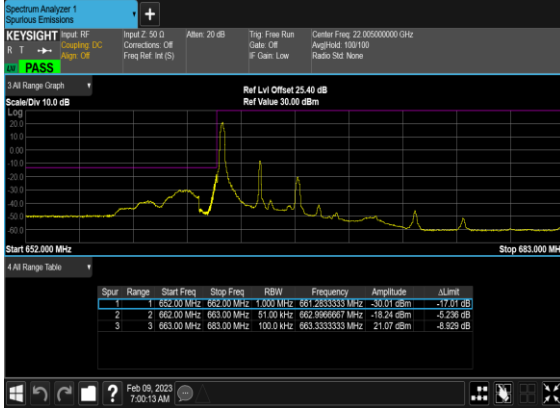 Spectrum Analyzer 1
Spurious Emissions
KEYSIGHT
R T
Input: RF
Coupling: DC
Align: Off
Input Z: 50 Ω
Corrections: Off
Freq Ref: Int (S)
Atten: 20 dB
Trig: Free Run
Gate: Off
IF Gain: Low
Center Freq: 22.005000000 GHz
Avg|Hold: 100/100
Radio Std: None
PASS
3 All Range Graph
Scale/Div 10.0 dB
Ref Lvl Offset 25.40 dB
Ref Value 30.00 dBm
Log
20.0
10.0
0.00
-10.0
-20.0
-30.0
-40.0
-50.0
-60.0
Start 652.000 MHz
Stop 683.000 MH
4 All Range Table
Spur Range Start Freq Stop Freq RBW Frequency Amplitude ΔLimit
1 1 652.00 MHz 662.00 MHz 1.000 MHz 661.2833333 MHz -30.01 dBm -17.01 dB
2 2 662.00 MHz 663.00 MHz 51.00 kHz 662.9966667 MHz -18.24 dBm -5.236 dB
3 3 663.00 MHz 683.00 MHz 100.0 kHz 663.3333333 MHz 21.07 dBm -8.929 dB
Feb 09, 2023
7:00:13 AM